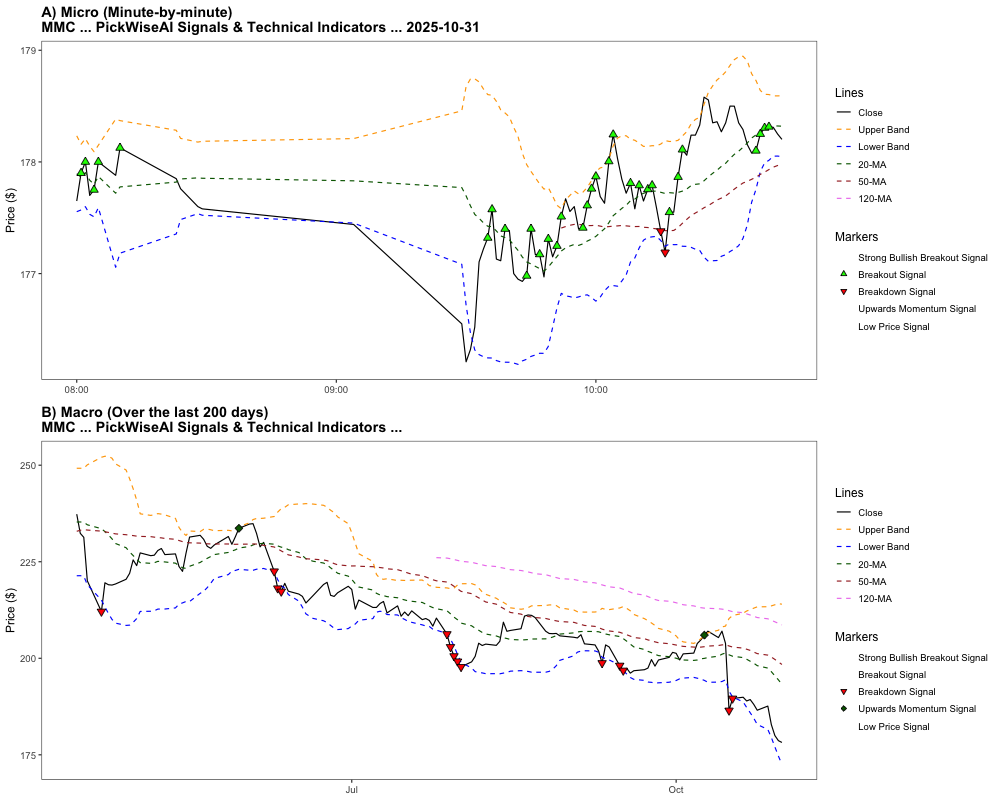 A) Micro (Minute-by-minute)
MMC ... PickWiseAI Signals & Technical Indicators ... 2025-10-31
179
178
177
Price ($)
08:00
09:00
10:00
Lines
Close
Upper Band
Lower Band
20-MA
50-MA
120-MA
Markers
Strong Bullish Breakout Signal
Breakout Signal
Breakdown Signal
Upwards Momentum Signal
Low Price Signal
B) Macro (Over the last 200 days)
MMC ... PickWiseAI Signals & Technical Indicators ...
250
225
200
175
Price ($)
Jul
Oct
Lines
Close
Upper Band
Lower Band
20-MA
50-MA
120-MA
Markers
Strong Bullish Breakout Signal
Breakout Signal
Breakdown Signal
Upwards Momentum Signal
Low Price Signal